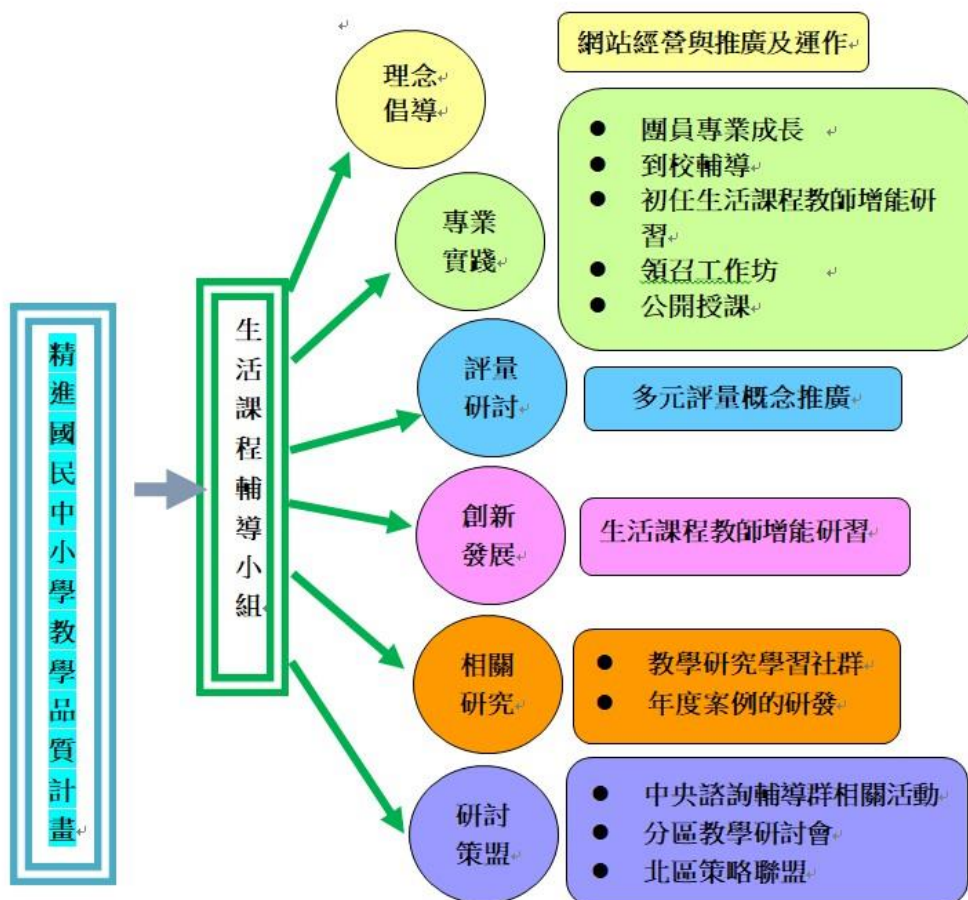 精進國民中小學教學品質計畫
生活課程輔導小組
理念
倡導
網站經營與推廣及運作
專業
實踐
● 團員專業成長
● 到校輔導
● 初任生活課程教師增能研
習
● 領召工作坊
● 公開授課
評量
研討
多元評量概念推廣
創新
發展
生活課程教師增能研習
相關
研究
● 教學研究學習社群
● 年度案例的研發
研討
策盟
● 中央諮詢輔導群相關活動
● 分區教學研討會
● 北區策略聯盟